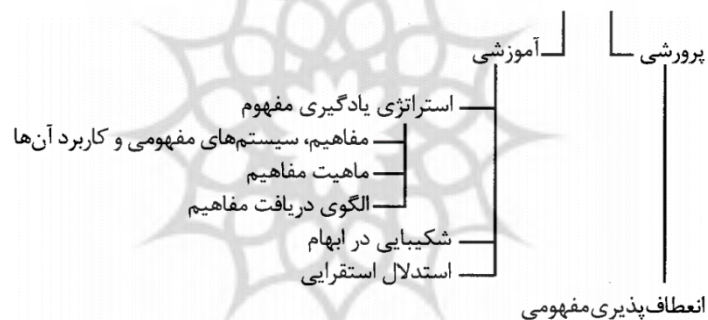 پرورشی
آموزشی
استراتژی یادگیری مفهوم
مفاهیم، سیستم‌های مفهومی و کاربرد آن‌ها
ماهیت مفاهیم
الگوی دریافت مفاهیم
شکیبایی در ابهام
استدلال استقرایی
انعطاف‌پذیری‌مفهومی